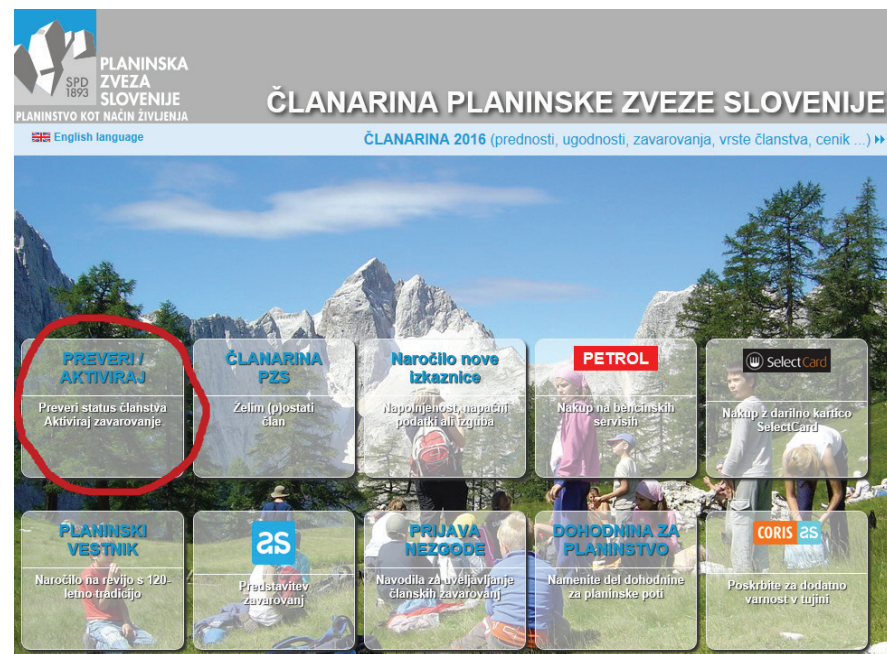 SPD
1893
PLANINSKA
ZVEZA
SLOVENIJE
PLANINSTVO KOT NAČIN ŽIVLJENJA
ČLANARINA PLANINSKE ZVEZE SLOVENIJE
English language
ČLANARINA 2016 (prednosti, ugodnosti, zavarovanja, vrste članstva, cenik ...)
PREVERI /
AKTIVIRAJ
Preveri status članstva
Aktiviraj zavarovanje
ČLANARINA
PZS
Želim (p)ostati
član
Naročilo nove
izkaznice
Napolnjenost, napačni
podatki ali izguba
PETROL
Nakup na bencinskih
servisih
SelectCard
Nakup z darilno kartico
SelectCard
PLANINSKI
VESTNIK
Naročilo na revijo s 120-
letno tradicijo
as
Predstavitev
zavarovanj
PRIJAVA
NEZGODE
Navodila za uveljavljanje
članskih zavarovanj
DOHODNINA ZA
PLANINSTVO
Namenite del dohodnine
za planinske poti
CORIS as
Poskrbite za dodatno
varnost v tujini